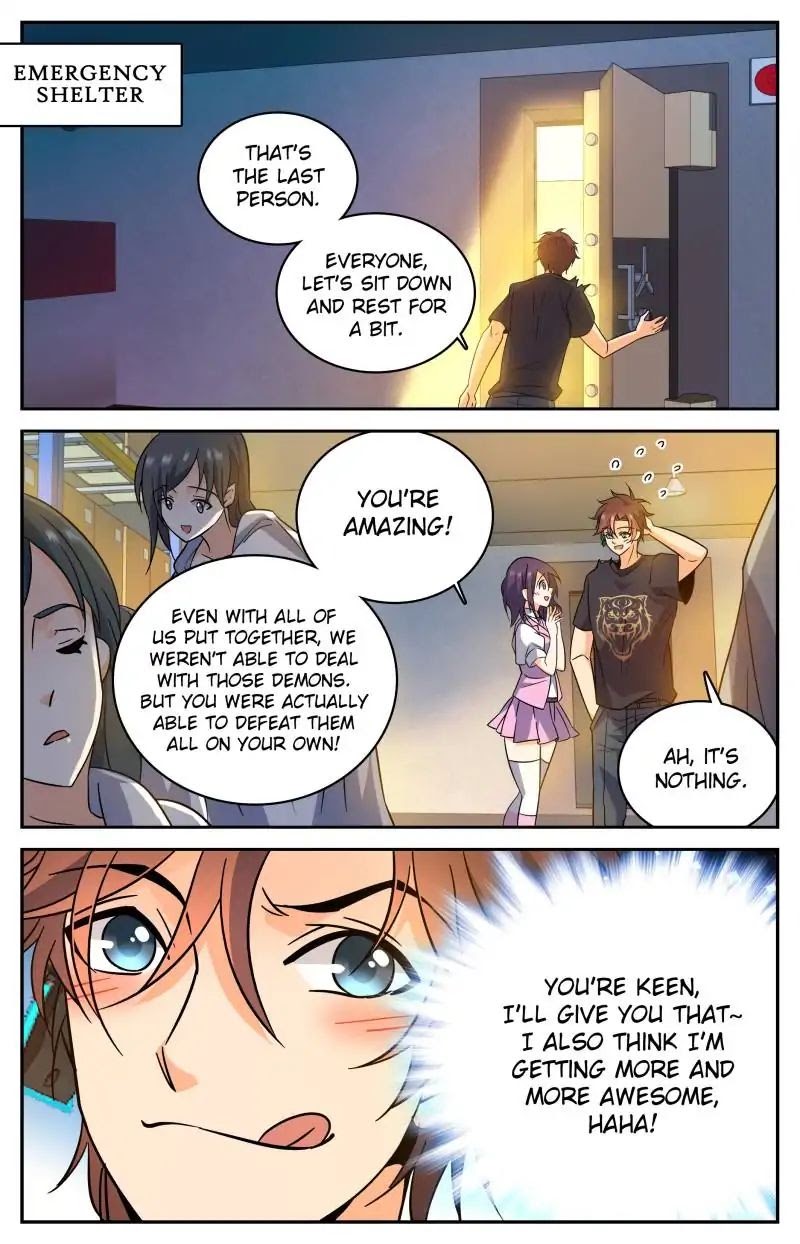 EMERGENCY
SHELTER
THAT'S
THE LAST
PERSON.
EVERYONE,
LET'S SIT DOWN
AND REST FOR
A BIT.
YOU'RE
AMAZING!
EVEN WITH ALL OF
US PUT TOGETHER, WE
WEREN'T ABLE TO DEAL
WITH THOSE DEMONS.
BUT YOU WERE ACTUALLY
ABLE TO DEFEAT THEM
ALL ON YOUR OWN!
AH, IT'S
NOTHING.
YOU'RE KEEN,
I'LL GIVE YOU THAT~
I ALSO THINK I'M
GETTING MORE AND
MORE AWESOME,
HAHA!